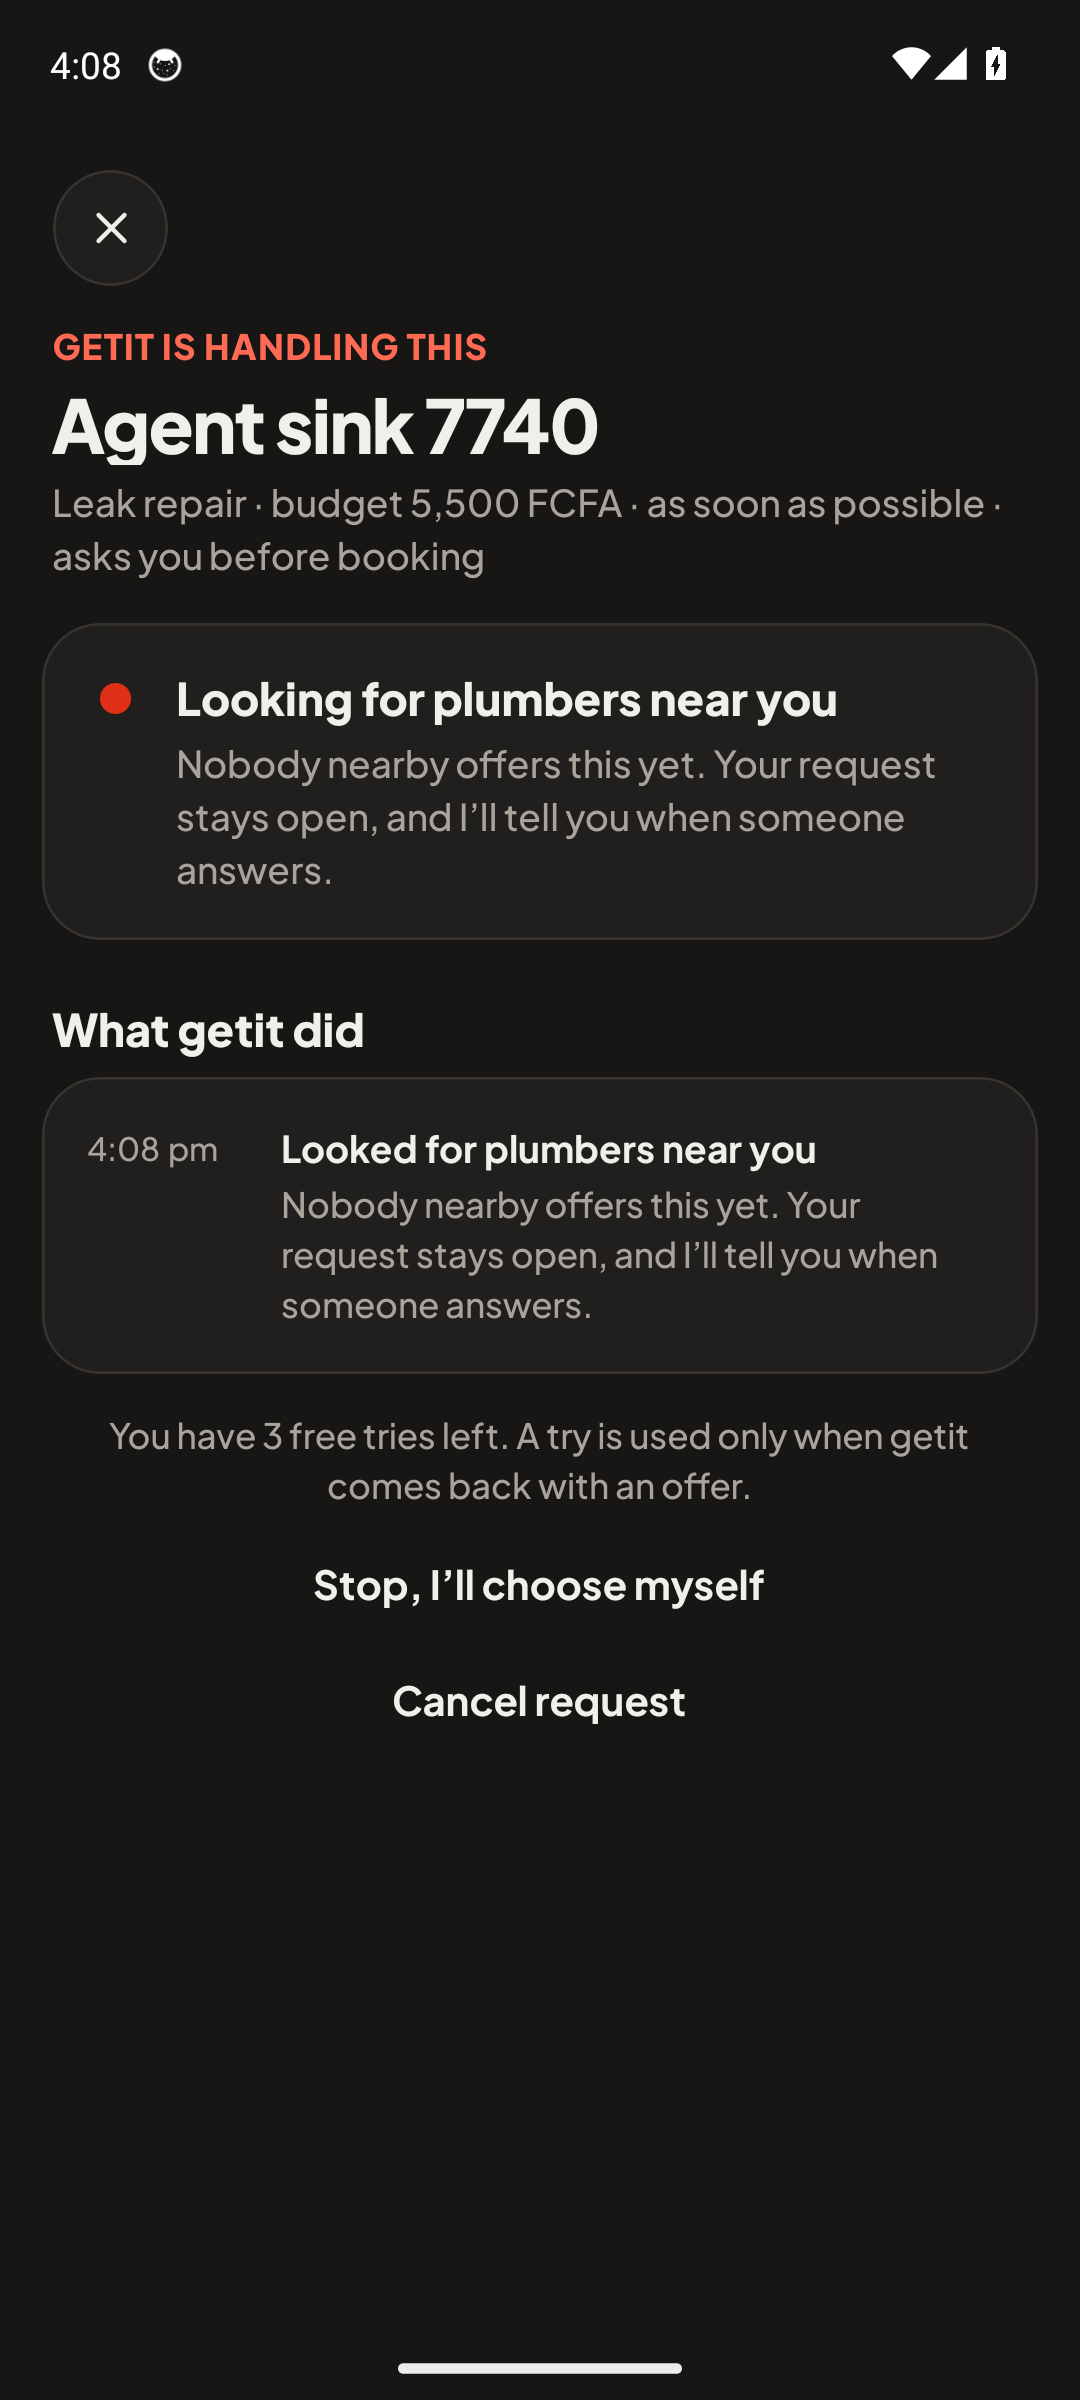 4:08
GETIT IS HANDLING THIS
Agent sink 7740
Leak repair · budget 5,500 FCFA · as soon as possible ·
asks you before booking
Looking for plumbers near you
Nobody nearby offers this yet. Your request
stays open, and I’ll tell you when someone
answers.
What getit did
4:08 pm
Looked for plumbers near you
Nobody nearby offers this yet. Your
request stays open, and I’ll tell you when
someone answers.
You have 3 free tries left. A try is used only when getit
comes back with an offer.
Stop, I’ll choose myself
Cancel request